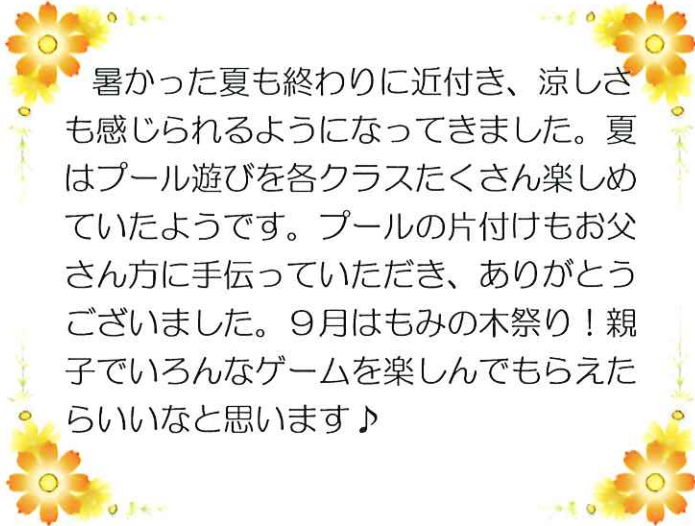 暑かった夏も終わりに近付き、涼しさ
も感じられるようになってきました。夏
はプール遊びを各クラスたくさん楽しめ
ていたようです。プールの片付けもお父
さん方に手伝っていただき、ありがとう
ございました。９月はもみの木祭り！親
子でいろんなゲームを楽しんでもらえた
らいいなと思います♪